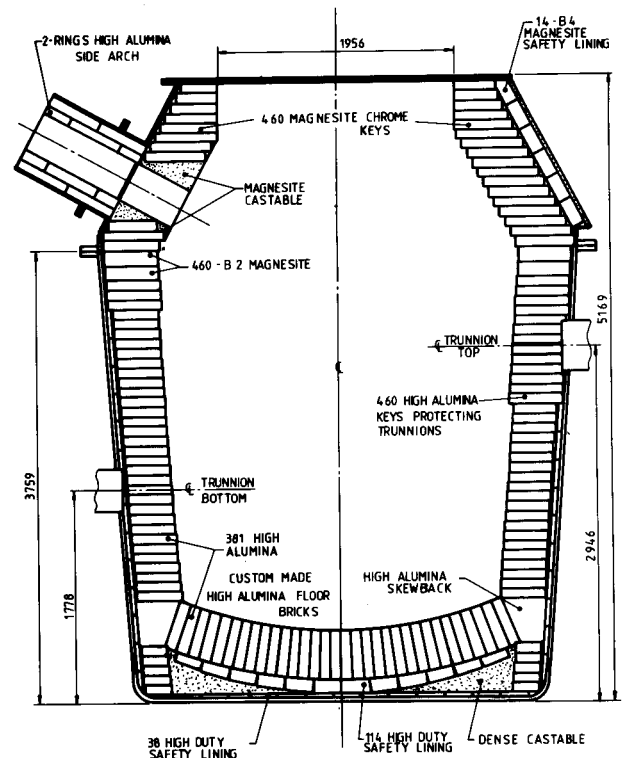 1956
14-B4
MAGNESITE
SAFETY LINING
2-RINGS HIGH ALUMINA
SIDE ARCH
460 MAGNESITE CHROME
KEYS
MAGNESITE
CASTABLE
460-B2 MAGNESITE
5169
TRUNNION
TOP
460 HIGH ALUMINA
KEYS PROTECTING
TRUNNIONS
3759
TRUNNION
BOTTOM
2946
381 HIGH
ALUMINA
CUSTOM MADE
HIGH ALUMINA FLOOR
BRICKS
HIGH ALUMINA
SKEWBACK
1778
38 HIGH DUTY
SAFETY LINING
114 HIGH DUTY
SAFETY LINING
DENSE CASTABLE